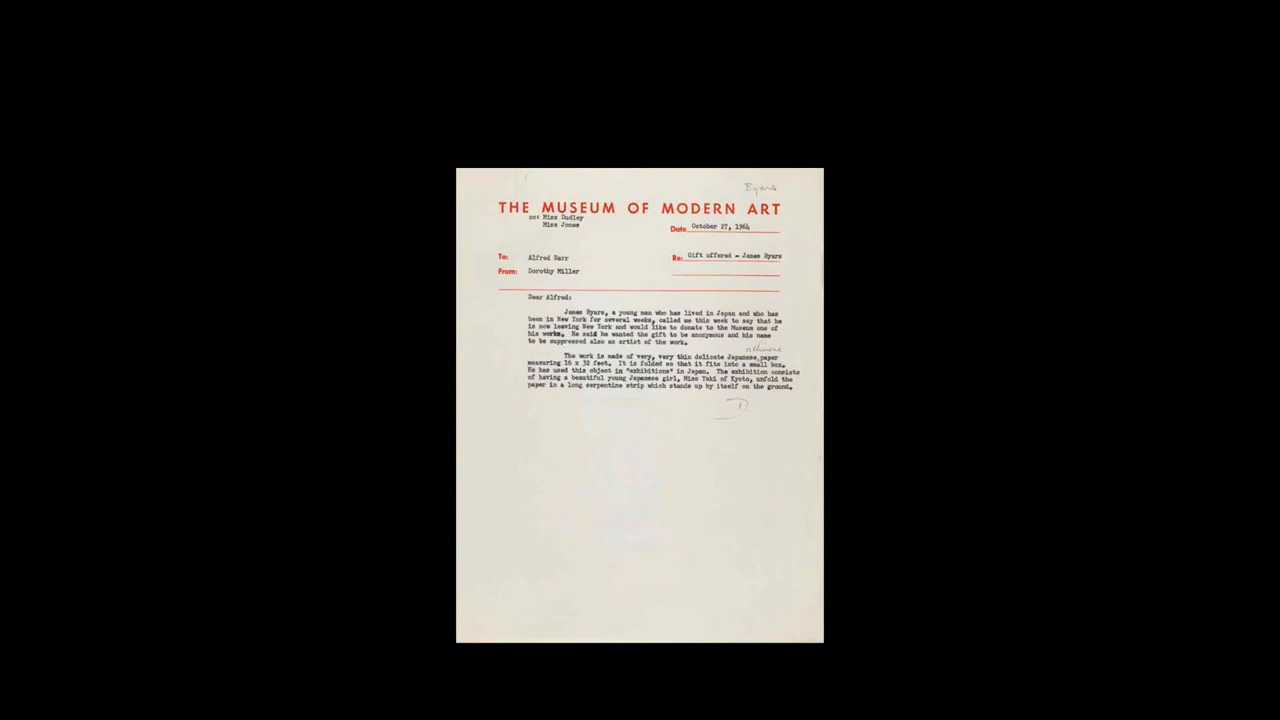 Byars
THE MUSEUM OF MODERN ART
cc: Miss Dudley
Miss Jones
Date October 27, 1964
To: Alfred Barr
Re: Gift offered - James Byars
From: Dorothy Miller
Dear Alfred:
James Byars, a young man who has lived in Japan and who has
been in New York for several weeks, called me this week to say that he
is now leaving New York and would like to donate to the Museum one of
his works. He said he wanted the gift to be anonymous and his name
to be suppressed also as artist of the work.
The work is made of very, very thin delicate Japanese paper
measuring 16 x 32 feet. It is folded so that it fits into a small box.
He has used this object in "exhibitions" in Japan. The exhibition consists
of having a beautiful young Japanese girl, Miss Taki of Kyoto, unfold the
paper in a long serpentine strip which stands up by itself on the ground.
D